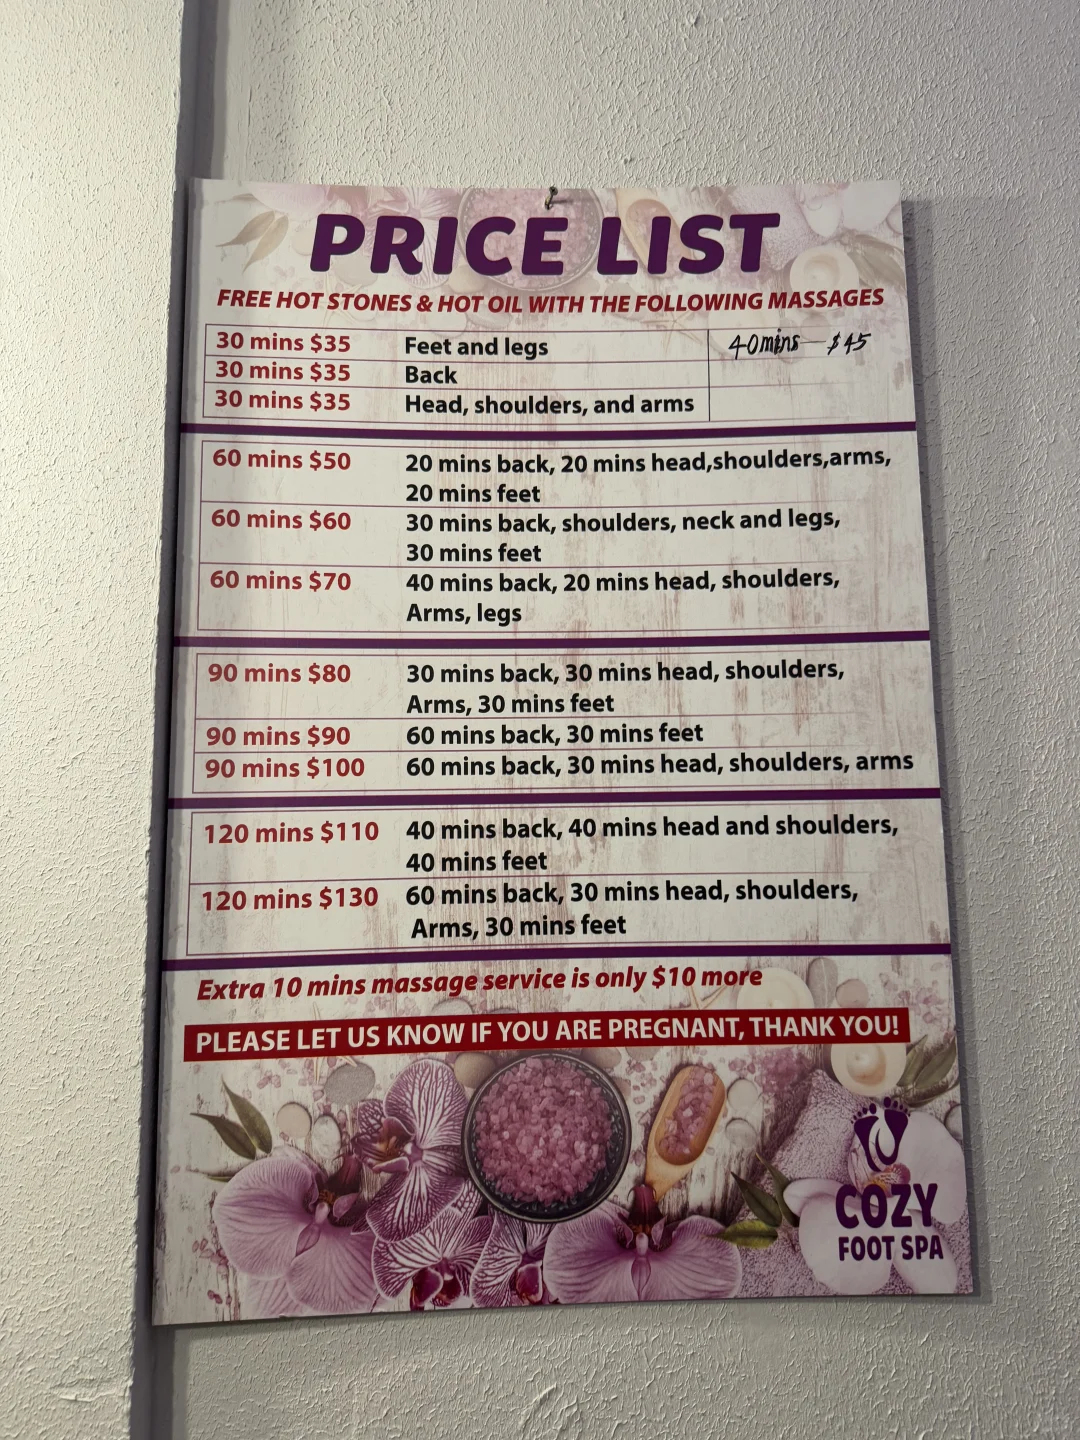 PRICE LIST
FREE HOT STONES & HOT OIL WITH THE FOLLOWING MASSAGES
30 mins $35 Feet and legs 40mins - $45
30 mins $35 Back
30 mins $35 Head, shoulders, and arms
60 mins $50 20 mins back, 20 mins head,shoulders,arms,
20 mins feet
60 mins $60 30 mins back, shoulders, neck and legs,
30 mins feet
60 mins $70 40 mins back, 20 mins head, shoulders,
Arms, legs
90 mins $80 30 mins back, 30 mins head, shoulders,
Arms, 30 mins feet
90 mins $90 60 mins back, 30 mins feet
90 mins $100 60 mins back, 30 mins head, shoulders, arms
120 mins $110 40 mins back, 40 mins head and shoulders,
40 mins feet
120 mins $130 60 mins back, 30 mins head, shoulders,
Arms, 30 mins feet
Extra 10 mins massage service is only $10 more
PLEASE LET US KNOW IF YOU ARE PREGNANT, THANK YOU!
COZY
FOOT SPA